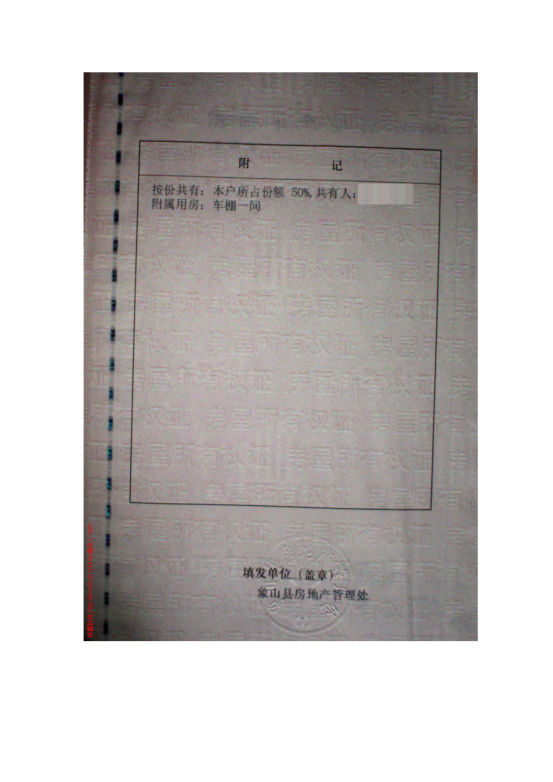 附 记
按份共有：本户所占份额 50%,共有人：
附属用房：车棚一间
填发单位（盖章）
象山县房地产管理处